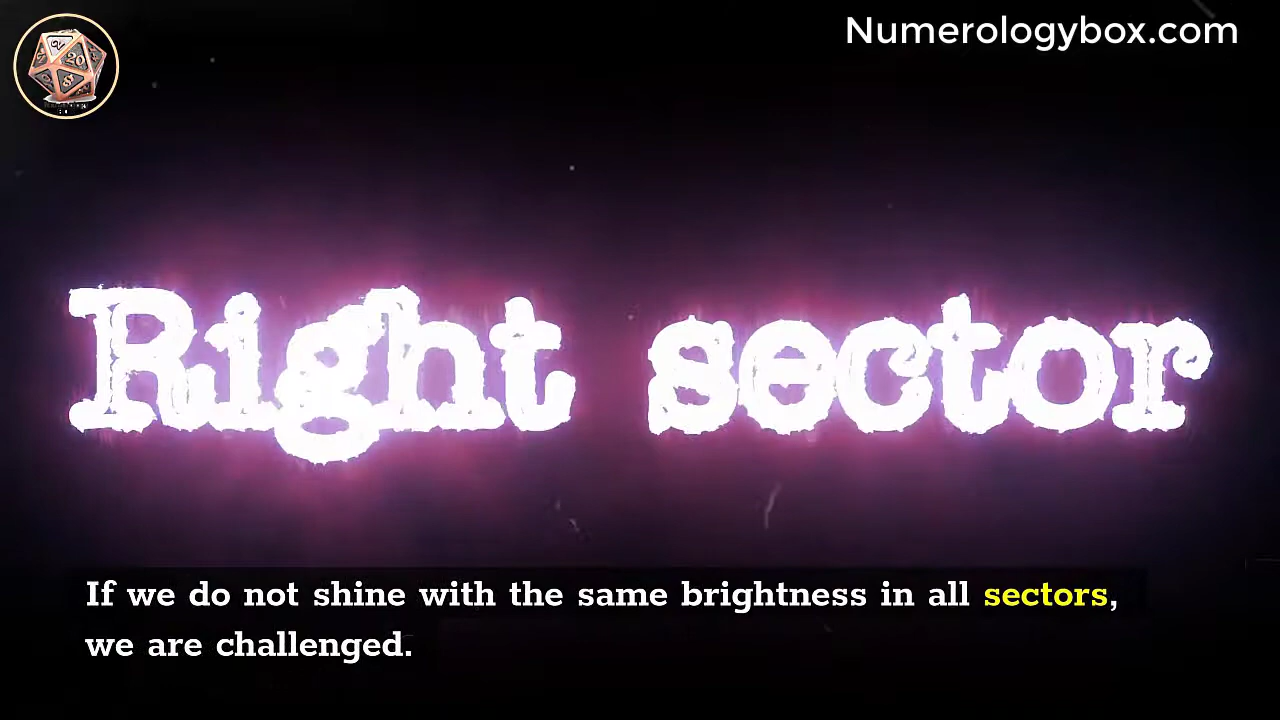 Numerologybox.com
20
Right sector
If we do not shine with the same brightness in all sectors,
we are challenged.